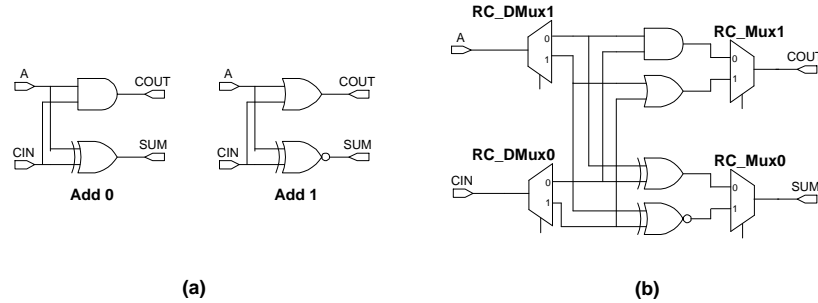 A
COUT
CIN
SUM
Add 0
A
COUT
CIN
SUM
Add 1
(a)
RC_DMux1
A
0
1
RC_Mux1
0
1
COUT
RC_DMux0
CIN
0
1
RC_Mux0
0
1
SUM
(b)